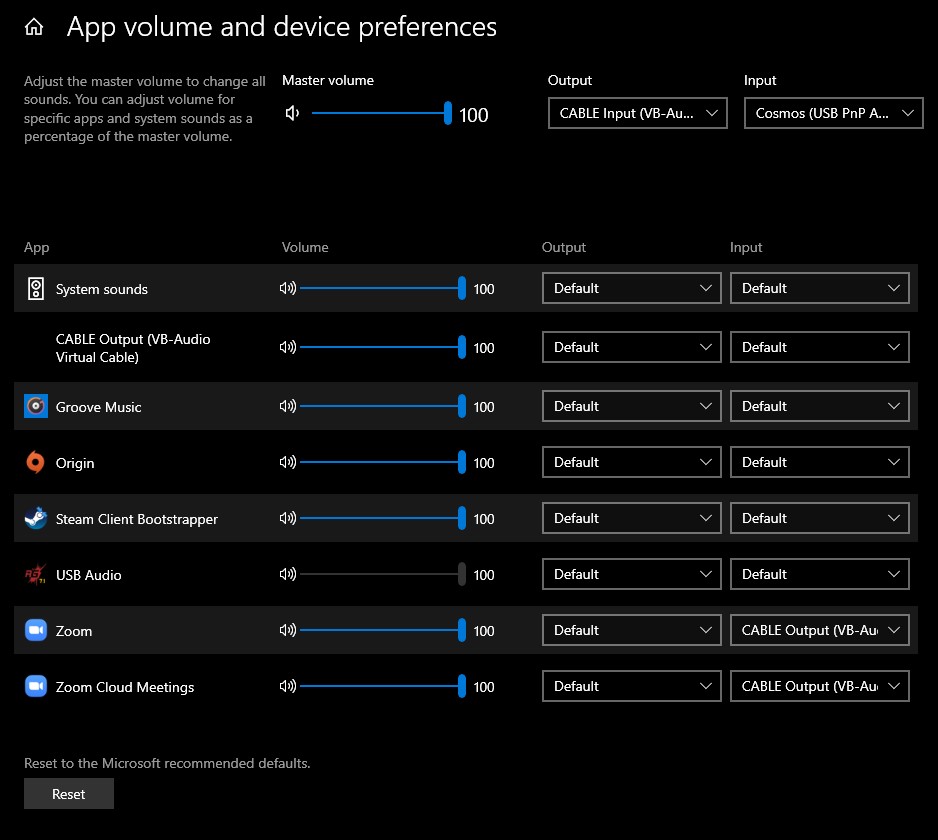 App volume and device preferences
Adjust the master volume to change all
sounds. You can adjust volume for
specific apps and system sounds as a
percentage of the master volume.
Master volume
100
Output
CABLE Input (VB-Au...
Input
Cosmos (USB PnP A...
App Volume Output Input
System sounds 100 Default Default
CABLE Output (VB-Audio
Virtual Cable) 100 Default Default
Groove Music 100 Default Default
Origin 100 Default Default
Steam Client Bootstrapper 100 Default Default
USB Audio 100 Default Default
Zoom 100 Default CABLE Output (VB-Au
Zoom Cloud Meetings 100 Default CABLE Output (VB-Au
Reset to the Microsoft recommended defaults.
Reset